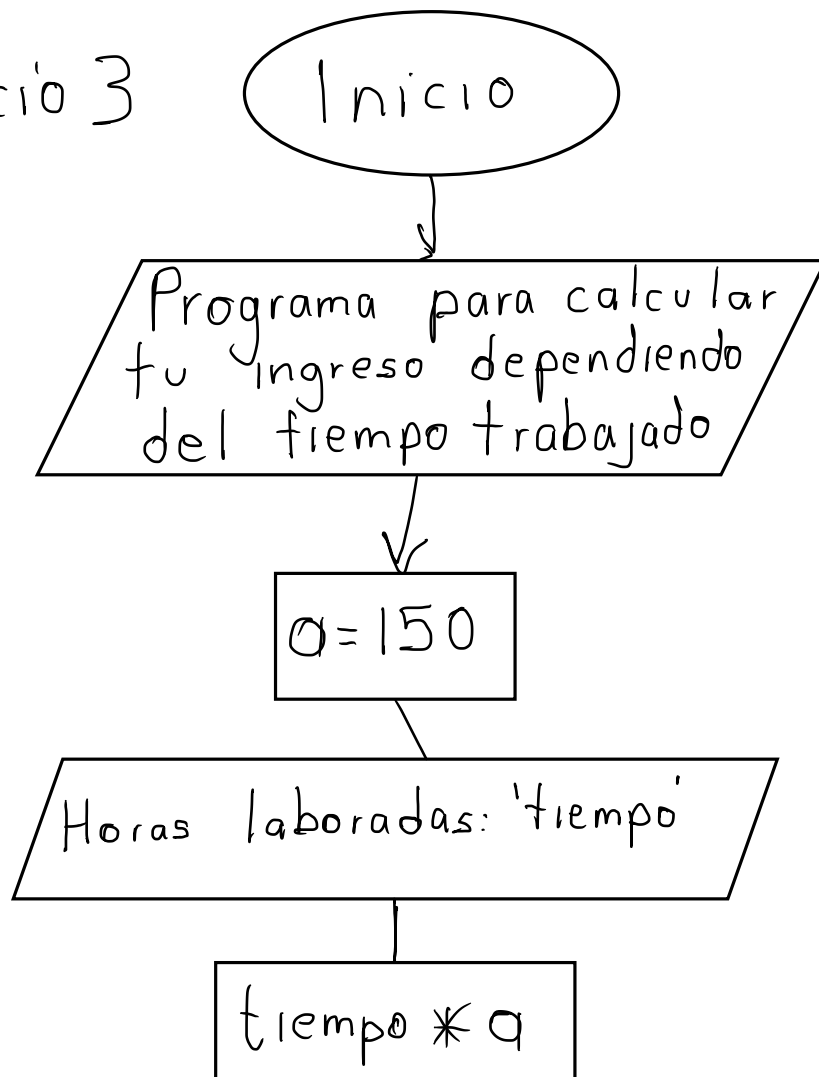 cio 3
Inicio
Programa para calcular
tu ingreso dependiendo
del tiempo trabajado
a=150
Horas laboradas: 'tiempo'
tiempo * a